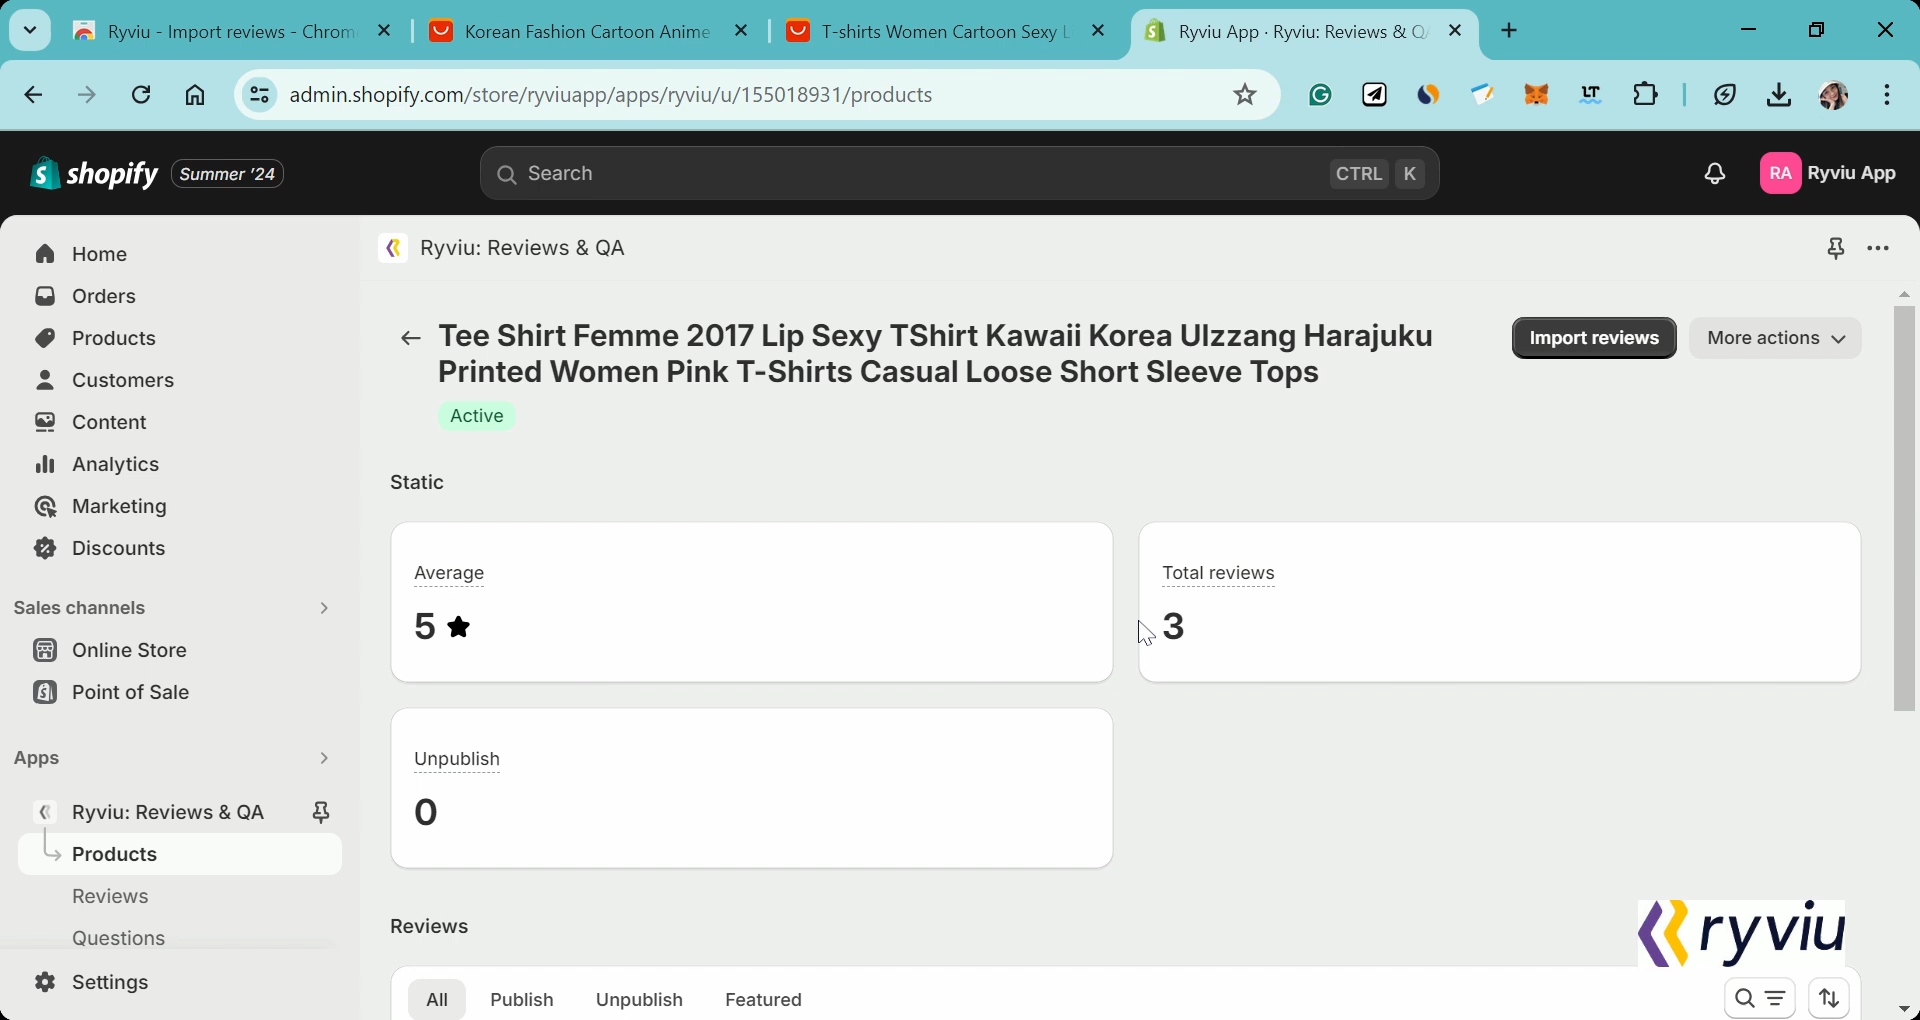 Ryviu - Import reviews - Chrom
Korean Fashion Cartoon Anime
T-shirts Women Cartoon Sexy L
Ryviu App · Ryviu: Reviews & Q
admin.shopify.com/store/ryviuapp/apps/ryviu/u/155018931/products
LT
shopify
Summer '24
Search
CTRL K
RA
Ryviu App
Home
Orders
Products
Customers
Content
Analytics
Marketing
Discounts
Sales channels
Online Store
Point of Sale
Apps
Ryviu: Reviews & QA
Products
Reviews
Questions
Settings
Ryviu: Reviews & QA
Tee Shirt Femme 2017 Lip Sexy TShirt Kawaii Korea Ulzzang Harajuku
Printed Women Pink T-Shirts Casual Loose Short Sleeve Tops
Active
Import reviews
More actions
Static
Average
5
Total reviews
3
Unpublish
0
Reviews
All
Publish
Unpublish
Featured
ryviu